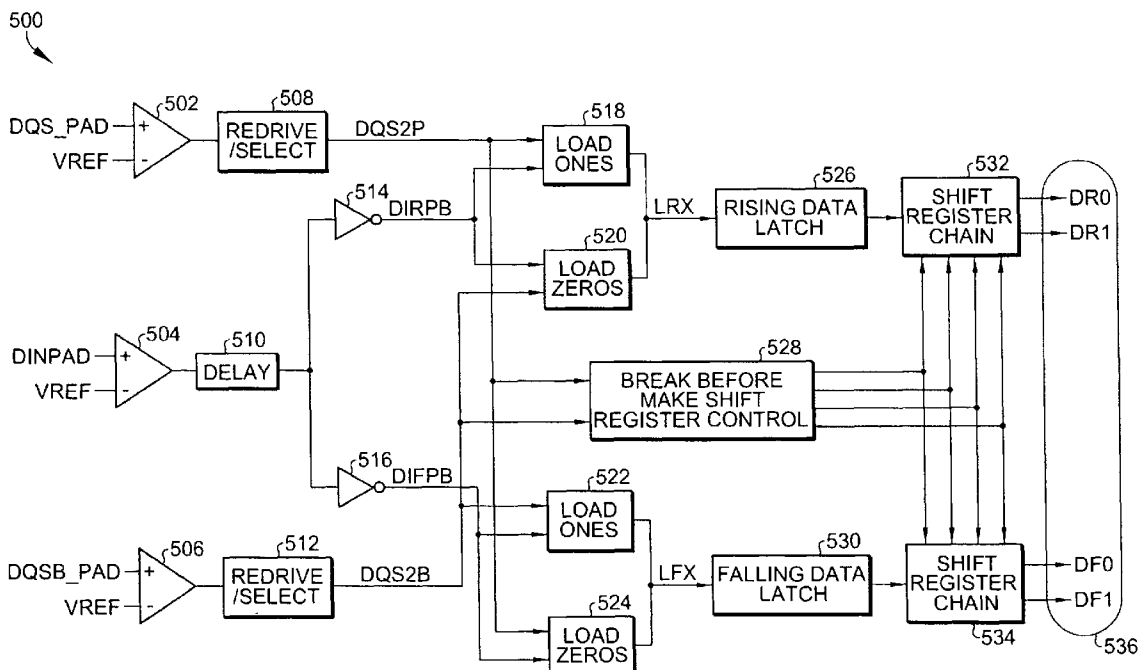 500
DQS_PAD
VREF
+
-
502
508
REDRIVE
/SELECT
DQS2P
514
DIRPB
518
LOAD
ONES
520
LOAD
ZEROS
LRX
526
RISING DATA
LATCH
532
SHIFT
REGISTER
CHAIN
DR0
DR1
DINPAD
VREF
+
-
504
510
DELAY
528
BREAK BEFORE
MAKE SHIFT
REGISTER CONTROL
516
DIFPB
522
LOAD
ONES
DQSB_PAD
VREF
+
-
506
512
REDRIVE
/SELECT
DQS2B
524
LOAD
ZEROS
LFX
530
FALLING DATA
LATCH
SHIFT
REGISTER
CHAIN
534
DF0
DF1
536